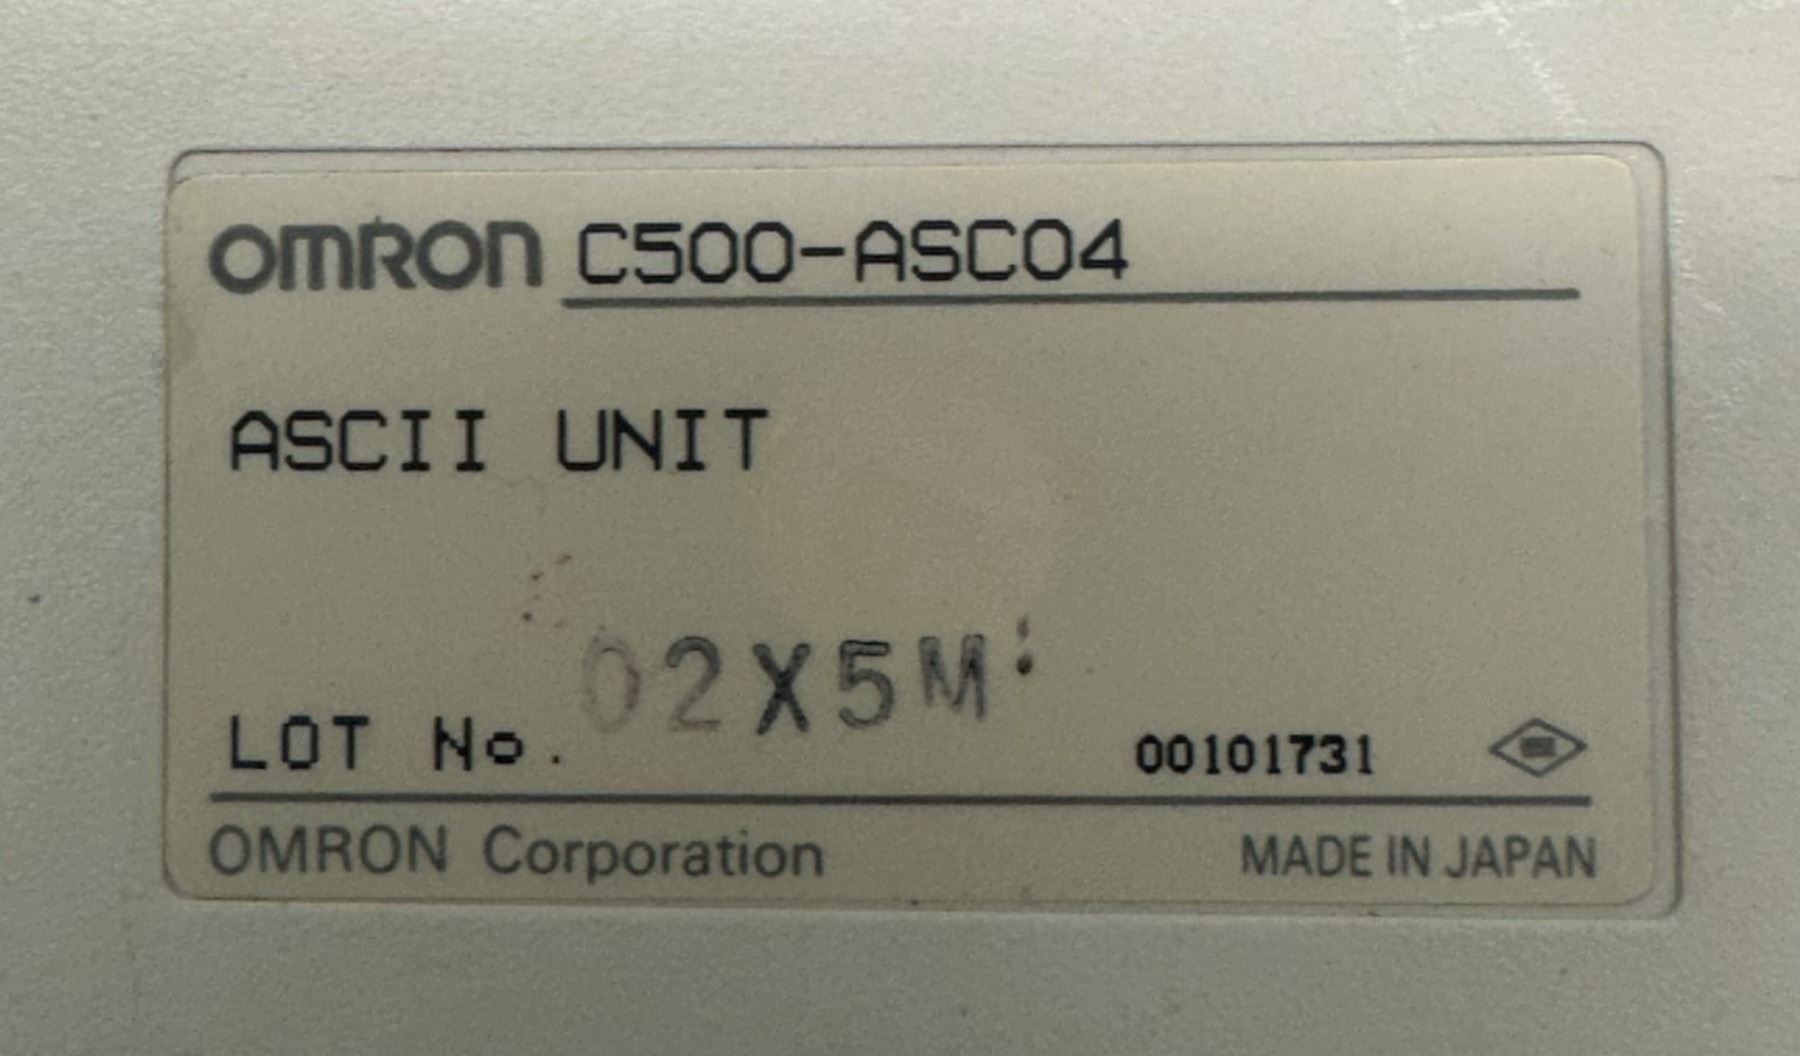 OMRON C500-ASC04
ASCII UNIT
LOT No. 02X5M
00101731
OMRON Corporation
MADE IN JAPAN